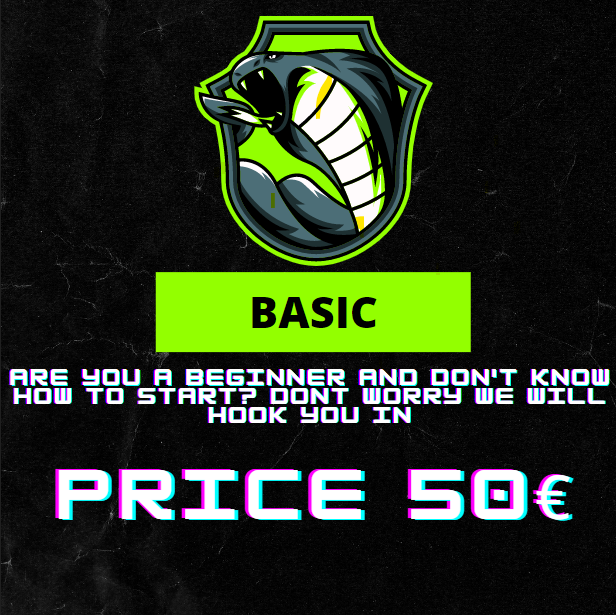 BASIC
ARE YOU A BEGINNER AND DON'T KNOW
HOW TO START? DONT WORRY WE WILL
HOOK YOU IN
PRICE 50€